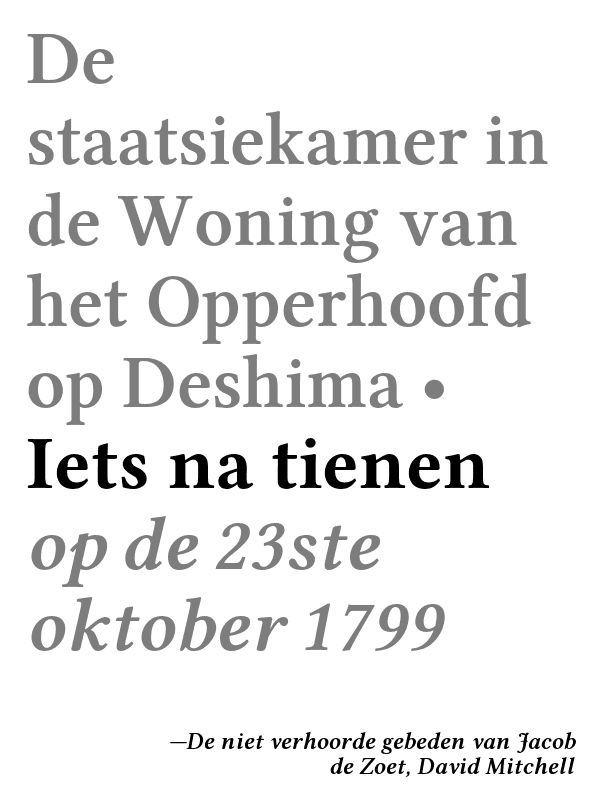 De
staatsiekamer in
de Woning van
het Opperhoofd
op Deshima •
Iets na tienen
op de 23ste
oktober 1799
—De niet verhoorde gebeden van Jacob
de Zoet, David Mitchell